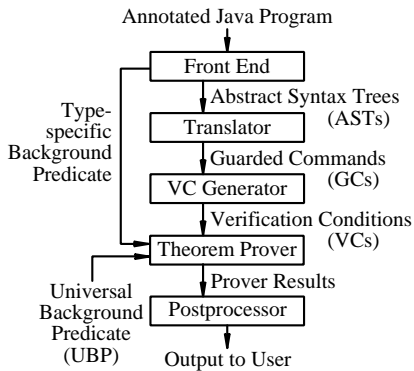 Annotated Java Program
Front End
Abstract Syntax Trees
(ASTs)
Type-
specific
Background
Predicate
Translator
Guarded Commands
(GCs)
VC Generator
Verification Conditions
(VCs)
Theorem Prover
Prover Results
Universal
Background
Predicate
(UBP)
Postprocessor
Output to User